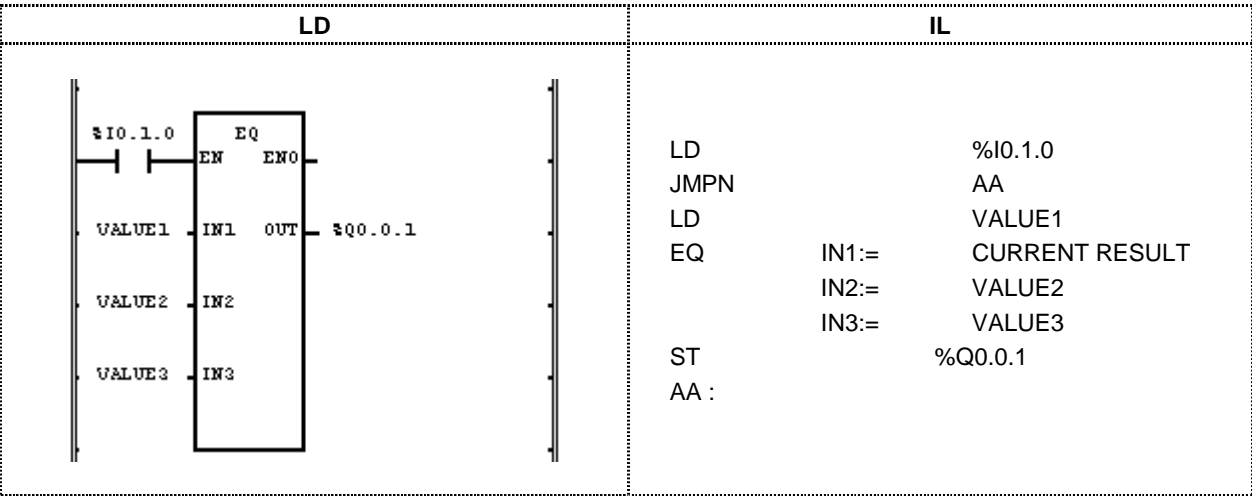 LD
IL
%I0.1.0
EQ
EN ENO
VALUE1 IN1 OUT %Q0.0.1
VALUE2 IN2
VALUE3 IN3
LD %I0.1.0
JMPN AA
LD VALUE1
EQ IN1:= CURRENT RESULT
IN2:= VALUE2
IN3:= VALUE3
ST %Q0.0.1
AA :